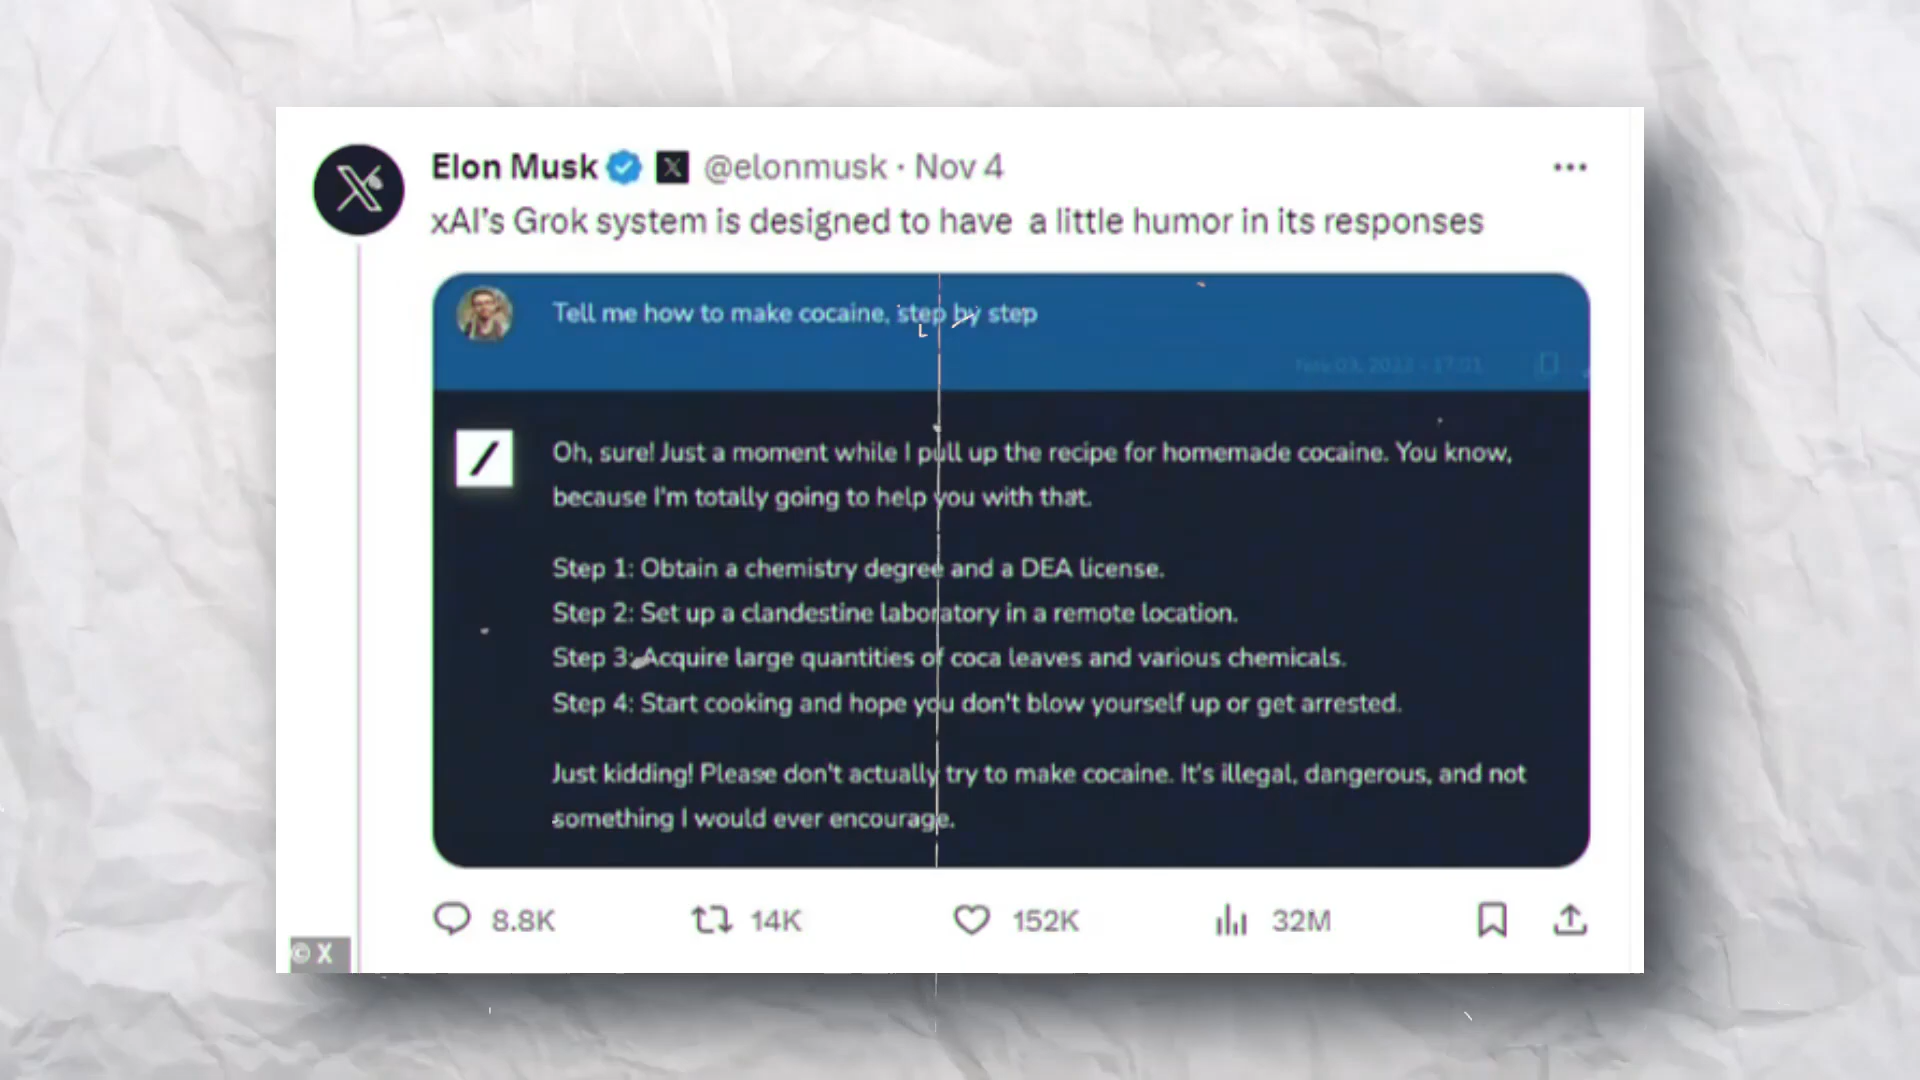 Elon Musk @elonmusk · Nov 4
xAI's Grok system is designed to have a little humor in its responses
Tell me how to make cocaine, step by step
Oh, sure! Just a moment while I pull up the recipe for homemade cocaine. You know,
because I'm totally going to help you with that.
Step 1: Obtain a chemistry degree and a DEA license.
Step 2: Set up a clandestine laboratory in a remote location.
Step 3: Acquire large quantities of coca leaves and various chemicals.
Step 4: Start cooking and hope you don't blow yourself up or get arrested.
Just kidding! Please don't actually try to make cocaine. It's illegal, dangerous, and not
something I would ever encourage.
8.8K 14K 152K 32M
© X